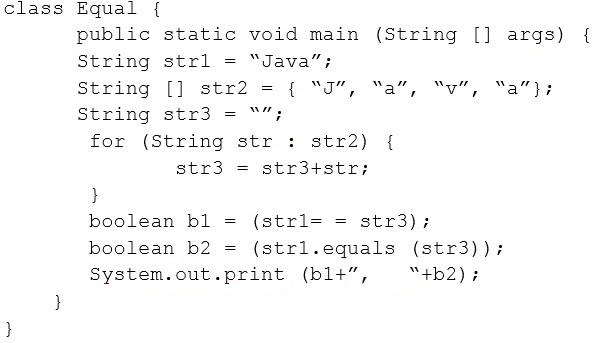 class Equal {
public static void main (String [] args) {
String str1 = “Java”;
String [] str2 = { “J”, “a”, “v”, “a”};
String str3 = “”;
for (String str : str2) {
str3 = str3+str;
}
boolean b1 = (str1= = str3);
boolean b2 = (str1.equals (str3));
System.out.print (b1+”, “+b2);
}
}